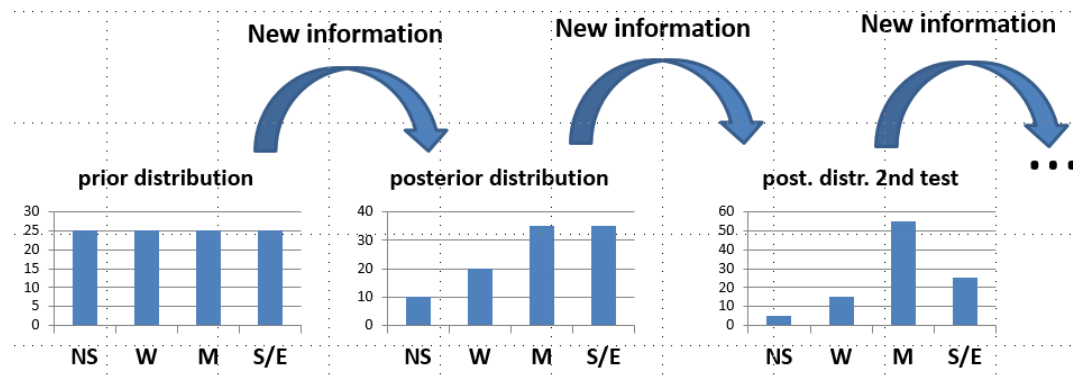 New information
New information
New information
...
prior distribution
posterior distribution
post. distr. 2nd test
30
25
20
15
10
5
0
NS W M S/E
40
30
20
10
0
NS W M S/E
60
50
40
30
20
10
0
NS W M S/E